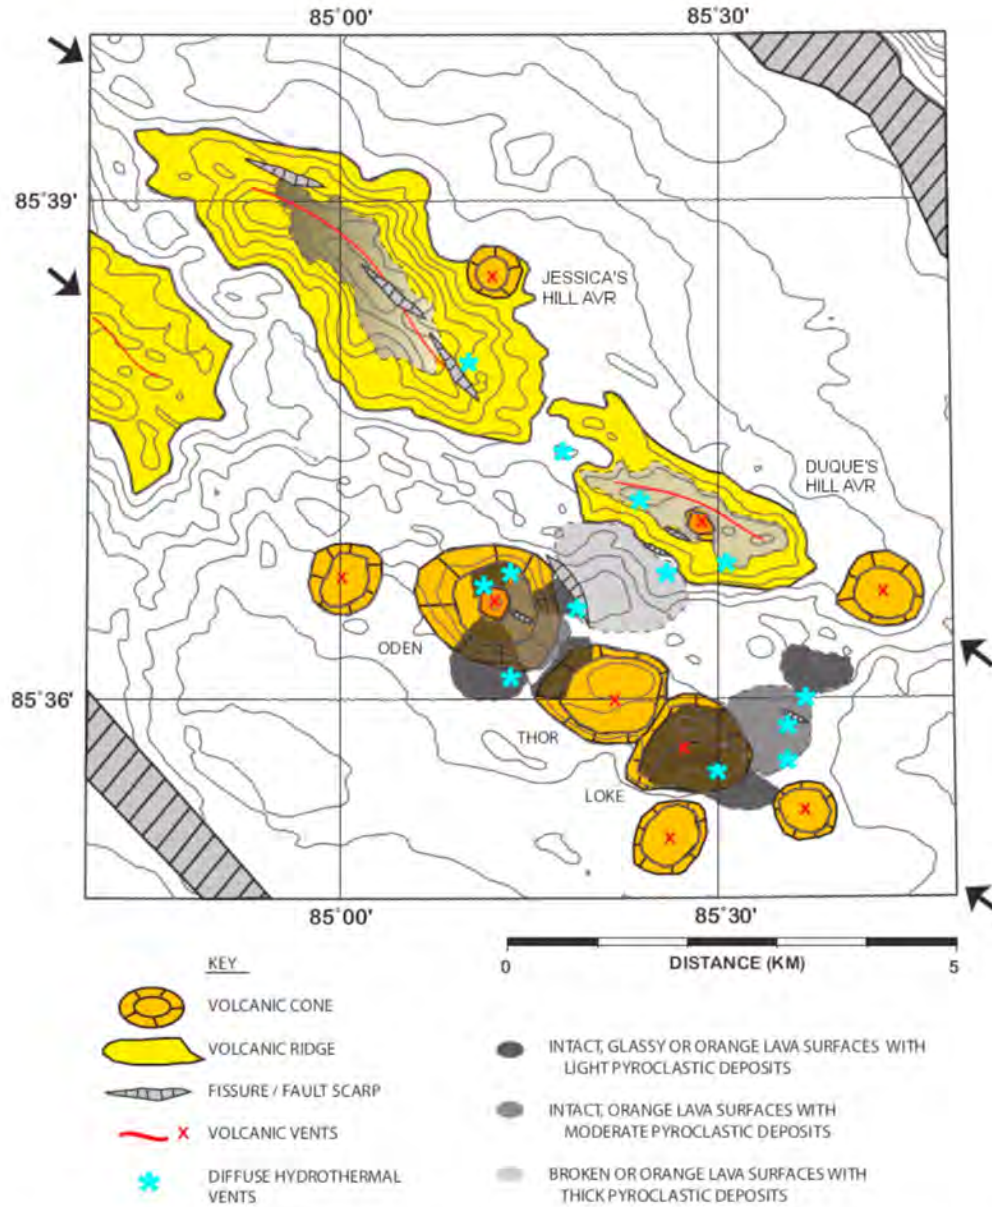 85°00' 85°30'
85°39'
JESSICA'S
HILL AVR
DUQUE'S
HILL AVR
ODEN
85°36'
THOR
LOKE
85°00' 85°30'
0 DISTANCE (KM) 5
KEY
VOLCANIC CONE
VOLCANIC RIDGE
FISSURE / FAULT SCARP
VOLCANIC VENTS
DIFFUSE HYDROTHERMAL
VENTS
INTACT, GLASSY OR ORANGE LAVA SURFACES WITH
LIGHT PYROCLASTIC DEPOSITS
INTACT, ORANGE LAVA SURFACES WITH
MODERATE PYROCLASTIC DEPOSITS
BROKEN OR ORANGE LAVA SURFACES WITH
THICK PYROCLASTIC DEPOSITS